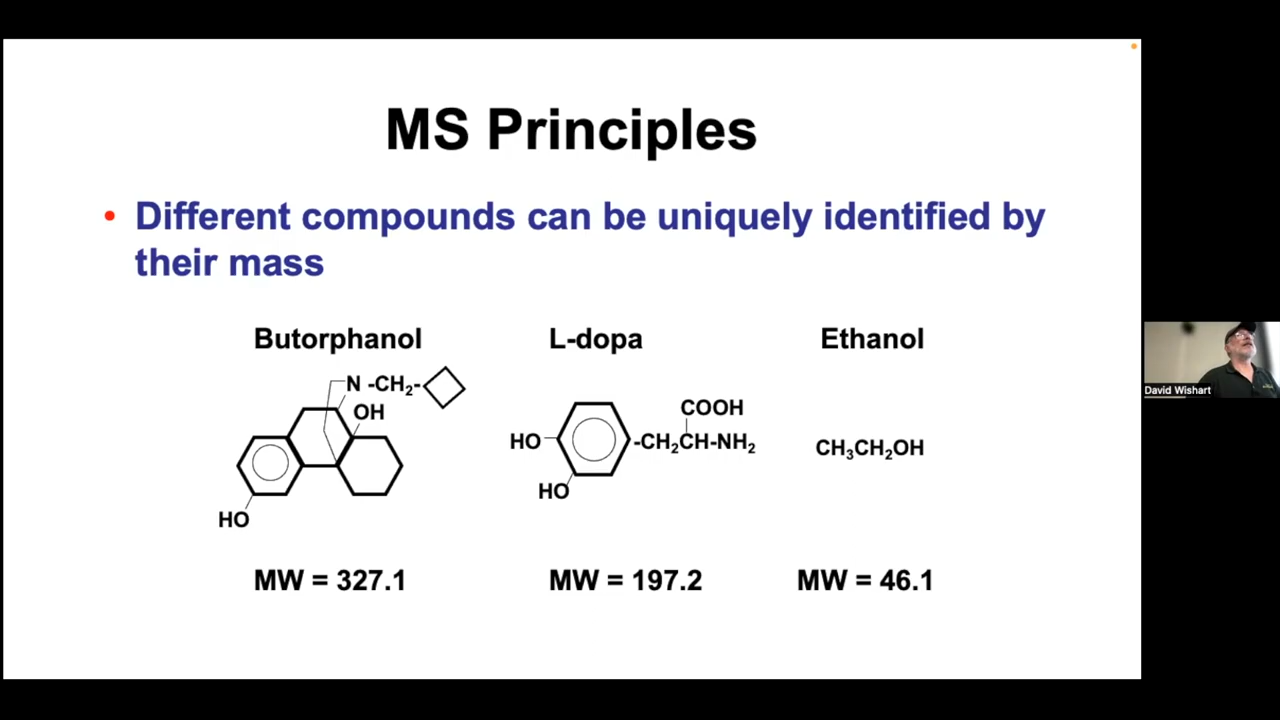 MS Principles
• Different compounds can be uniquely identified by
their mass
Butorphanol
L-dopa
Ethanol
N -CH₂-
OH
HO
COOH
HO
-CH₂CH-NH₂
HO
CH₃CH₂OH
MW = 327.1
MW = 197.2
MW = 46.1
David Wishart